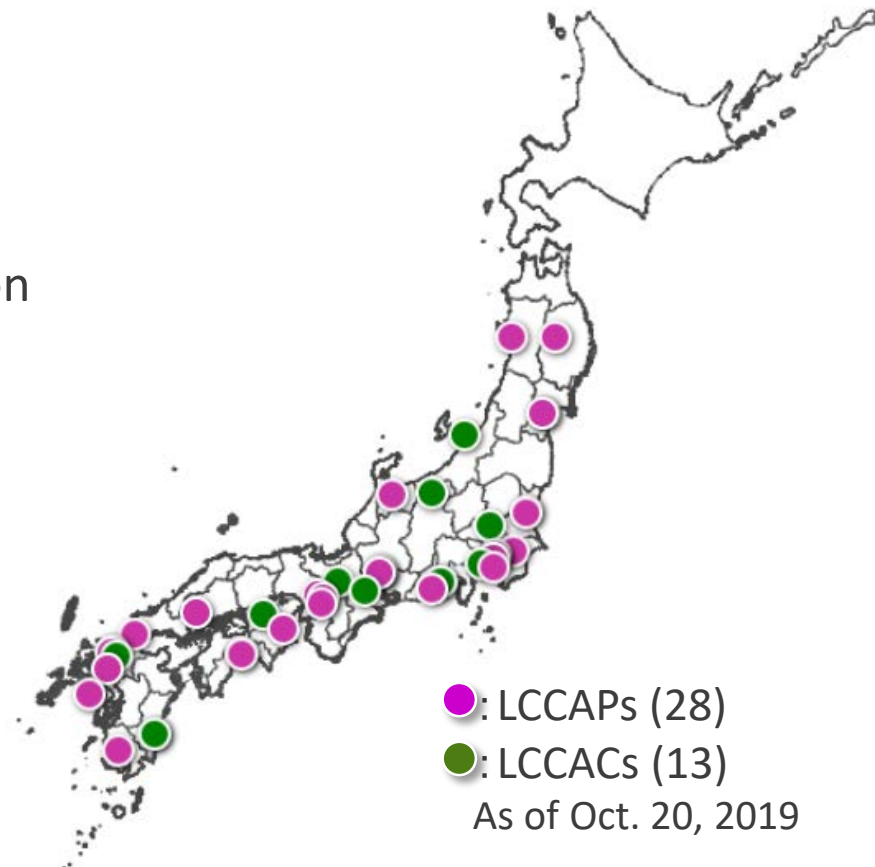 n
: LCCAPs (28)
: LCCACs (13)
As of Oct. 20, 2019